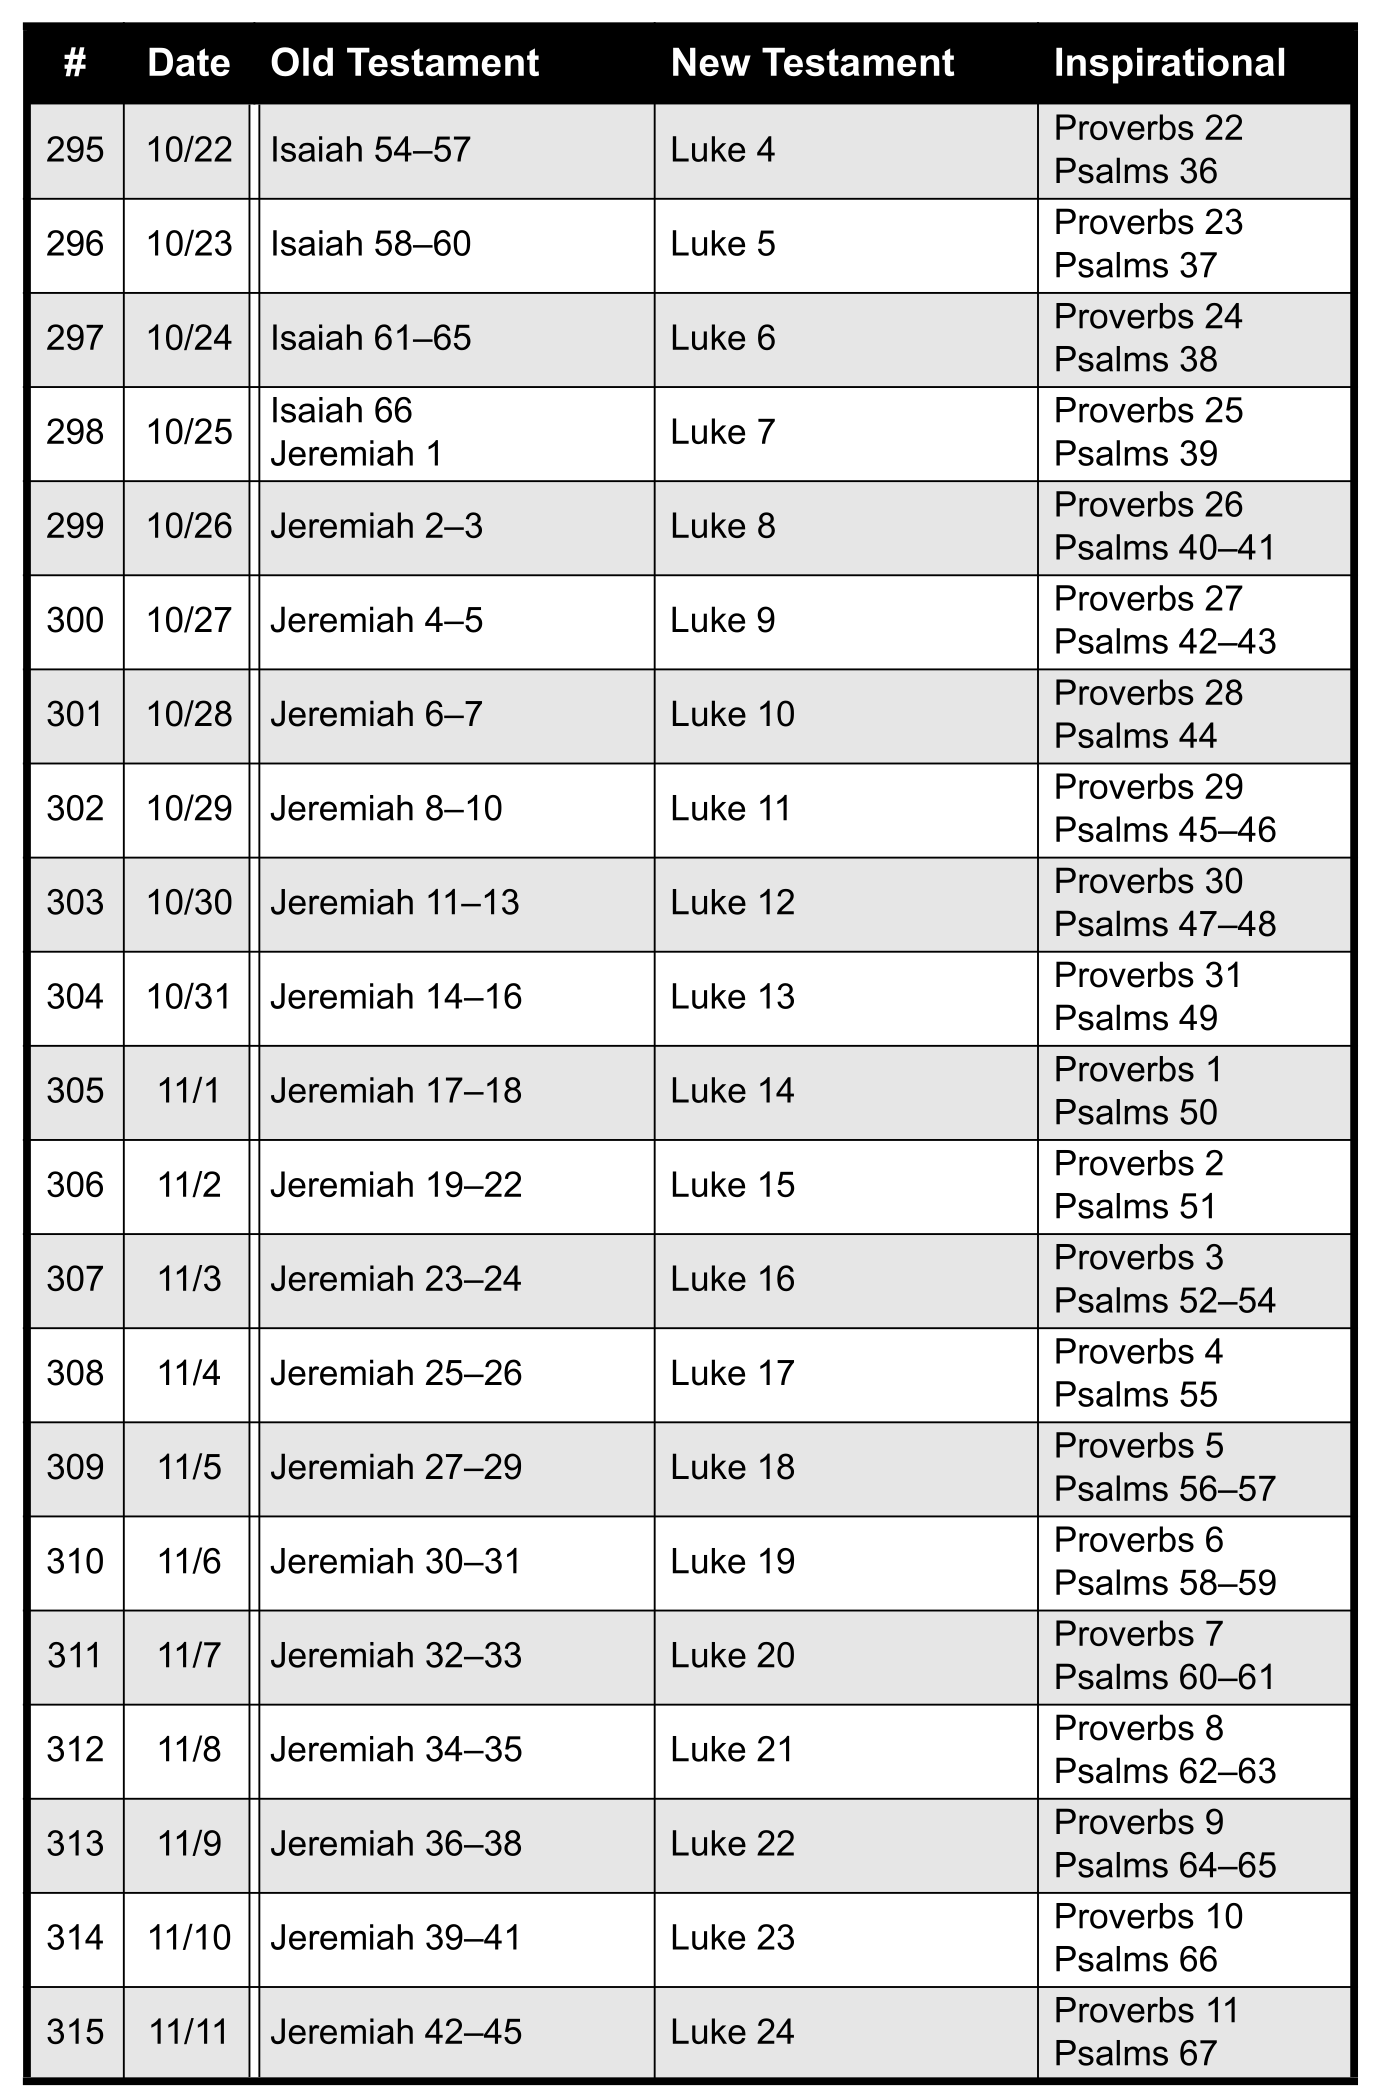 # Date Old Testament New Testament Inspirational
295 10/22 Isaiah 54–57 Luke 4 Proverbs 22
Psalms 36
296 10/23 Isaiah 58–60 Luke 5 Proverbs 23
Psalms 37
297 10/24 Isaiah 61–65 Luke 6 Proverbs 24
Psalms 38
298 10/25 Isaiah 66 Luke 7 Proverbs 25
Jeremiah 1 Psalms 39
299 10/26 Jeremiah 2–3 Luke 8 Proverbs 26
Psalms 40–41
300 10/27 Jeremiah 4–5 Luke 9 Proverbs 27
Psalms 42–43
301 10/28 Jeremiah 6–7 Luke 10 Proverbs 28
Psalms 44
302 10/29 Jeremiah 8–10 Luke 11 Proverbs 29
Psalms 45–46
303 10/30 Jeremiah 11–13 Luke 12 Proverbs 30
Psalms 47–48
304 10/31 Jeremiah 14–16 Luke 13 Proverbs 31
Psalms 49
305 11/1 Jeremiah 17–18 Luke 14 Proverbs 1
Psalms 50
306 11/2 Jeremiah 19–22 Luke 15 Proverbs 2
Psalms 51
307 11/3 Jeremiah 23–24 Luke 16 Proverbs 3
Psalms 52–54
308 11/4 Jeremiah 25–26 Luke 17 Proverbs 4
Psalms 55
309 11/5 Jeremiah 27–29 Luke 18 Proverbs 5
Psalms 56–57
310 11/6 Jeremiah 30–31 Luke 19 Proverbs 6
Psalms 58–59
311 11/7 Jeremiah 32–33 Luke 20 Proverbs 7
Psalms 60–61
312 11/8 Jeremiah 34–35 Luke 21 Proverbs 8
Psalms 62–63
313 11/9 Jeremiah 36–38 Luke 22 Proverbs 9
Psalms 64–65
314 11/10 Jeremiah 39–41 Luke 23 Proverbs 10
Psalms 66
315 11/11 Jeremiah 42–45 Luke 24 Proverbs 11
Psalms 67